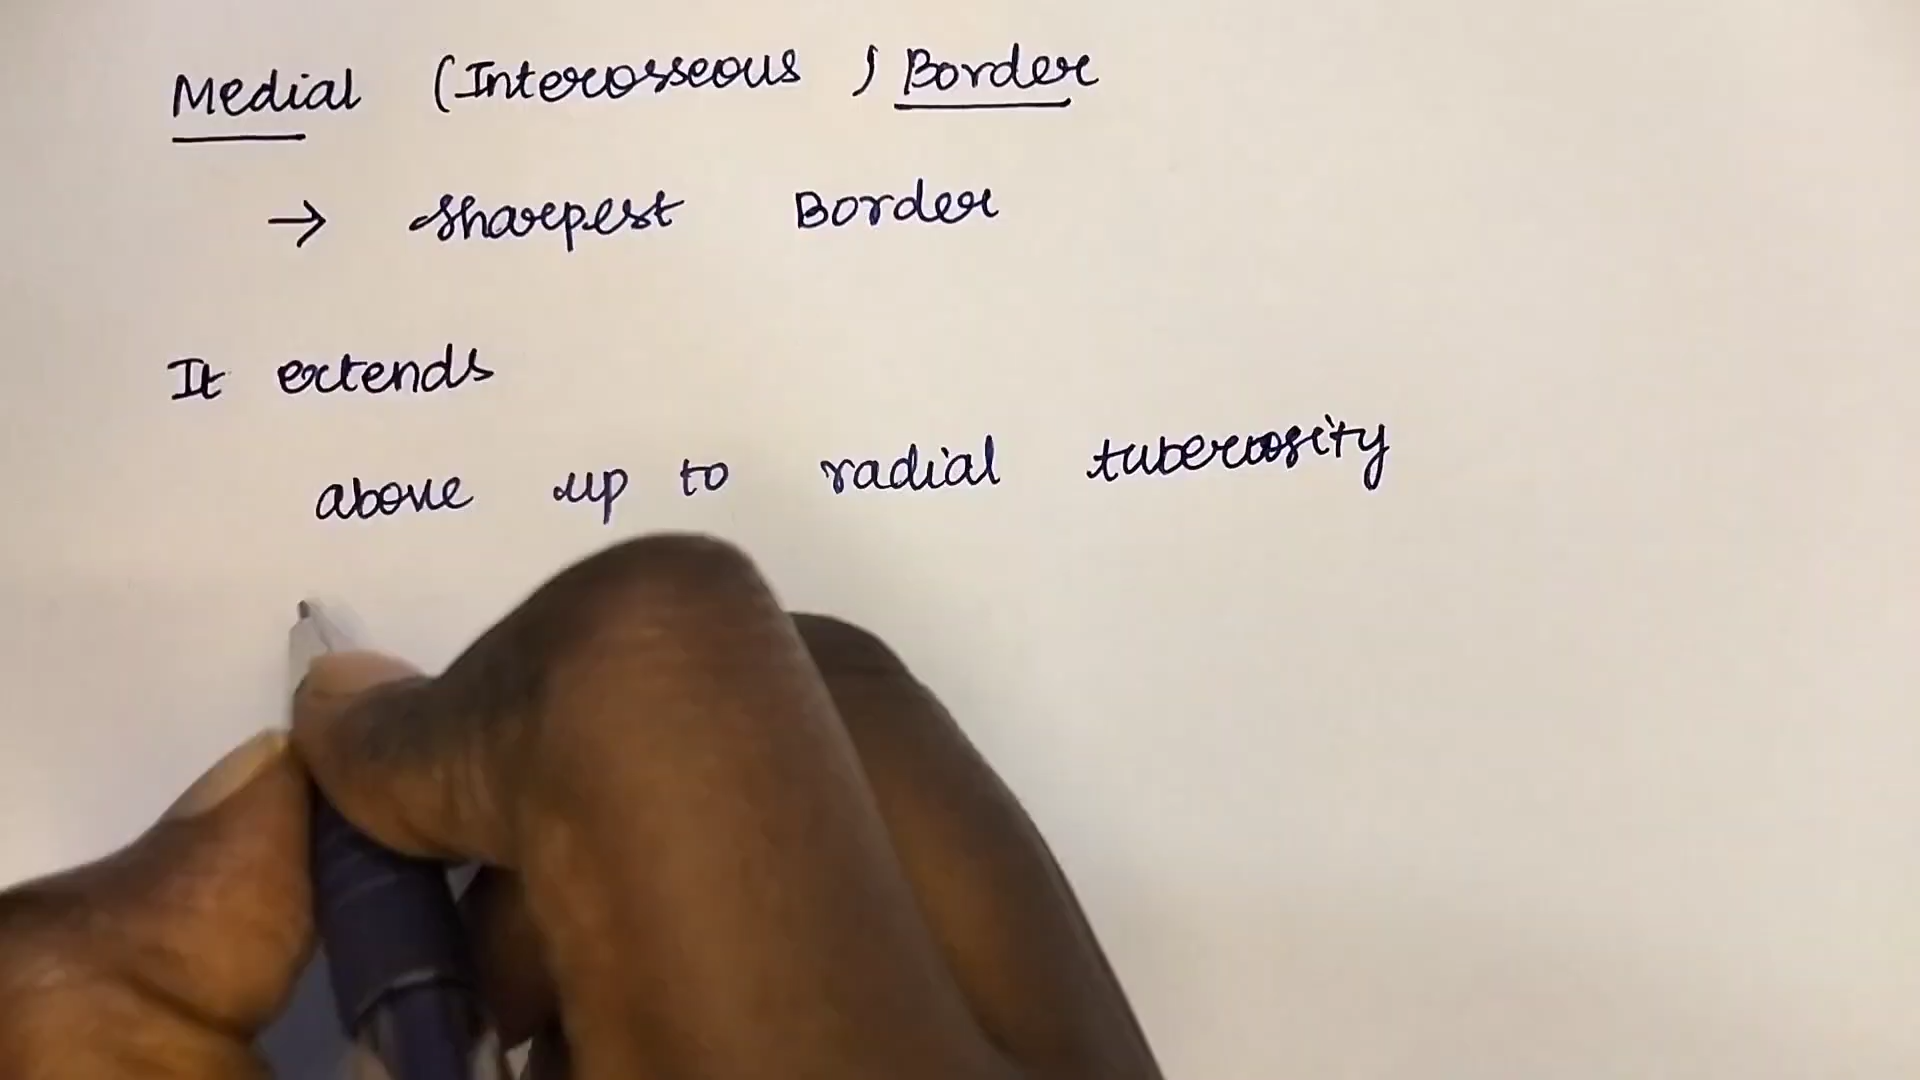 Medial (Interosseous) Border
→ sharpest Border
It extends
above up to radial tuberosity